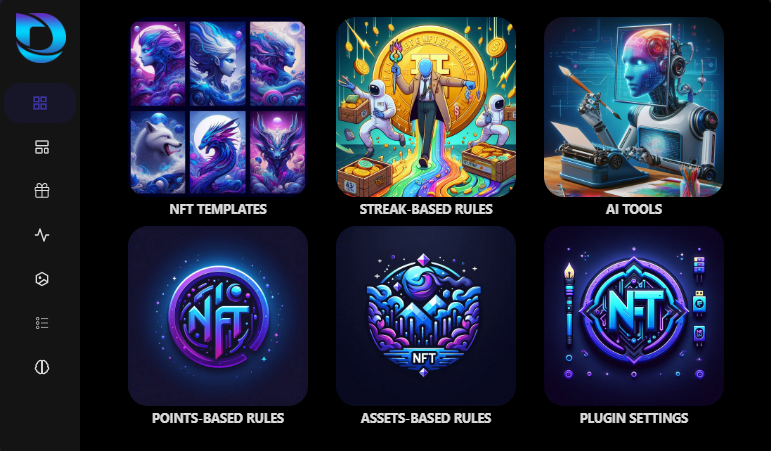 NFT TEMPLATES
STREAK-BASED RULES
AI TOOLS
NFT
NFT
NFT
POINTS-BASED RULES
ASSETS-BASED RULES
PLUGIN SETTINGS